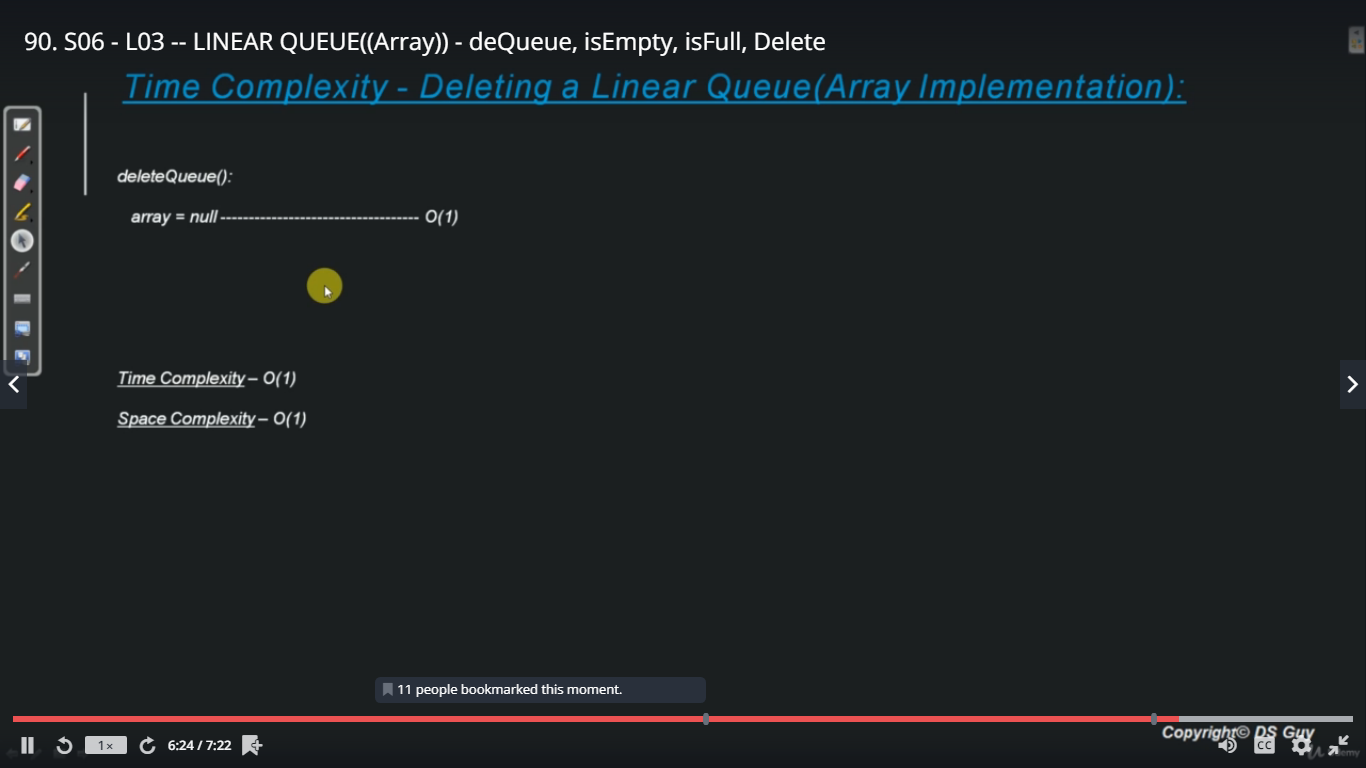 90. S06 - L03 -- LINEAR QUEUE((Array)) - deQueue, isEmpty, isFull, Delete
Time Complexity - Deleting a Linear Queue(Array Implementation):
deleteQueue():
array = null ----------------------------------- O(1)
Time Complexity – O(1)
Space Complexity – O(1)
11 people bookmarked this moment.
Copyright© DS Guy
1× 6:24 / 7:22 CC